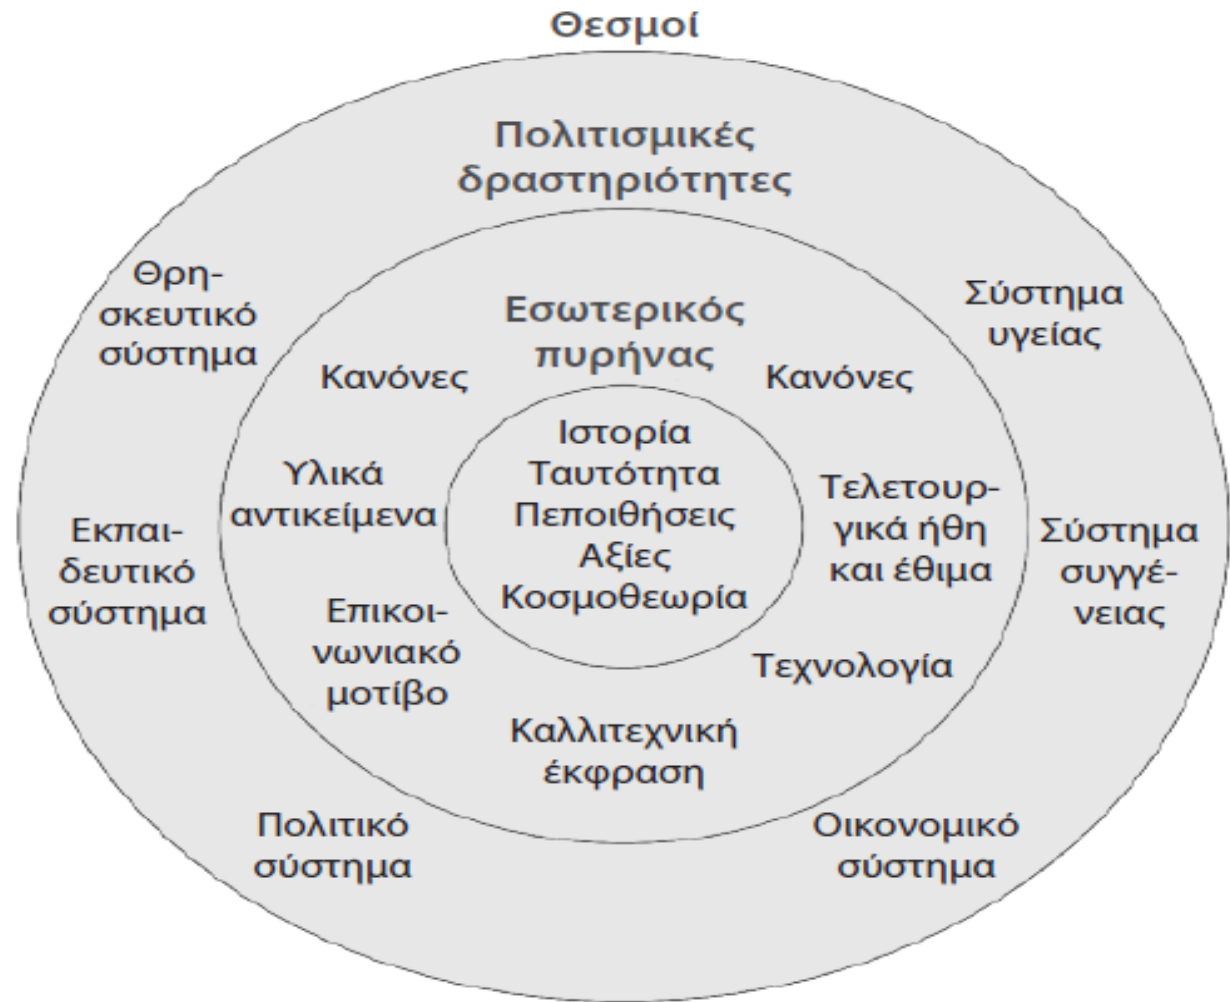 Θεσμοί
Πολιτισμικές
δραστηριότητες
Θρη-
σκευτικό
σύστημα
Σύστημα
υγείας
Εσωτερικός
πυρήνας
Κανόνες
Κανόνες
Ιστορία
Ταυτότητα
Πεποιθήσεις
Αξίες
Κοσμοθεωρία
Υλικά
αντικείμενα
Τελετουρ-
γικά ήθη
και έθιμα
Εκπαι-
δευτικό
σύστημα
Σύστημα
συγγέ-
νειας
Επικοι-
νωνιακό
μοτίβο
Τεχνολογία
Καλλιτεχνική
έκφραση
Πολιτικό
σύστημα
Οικονομικό
σύστημα